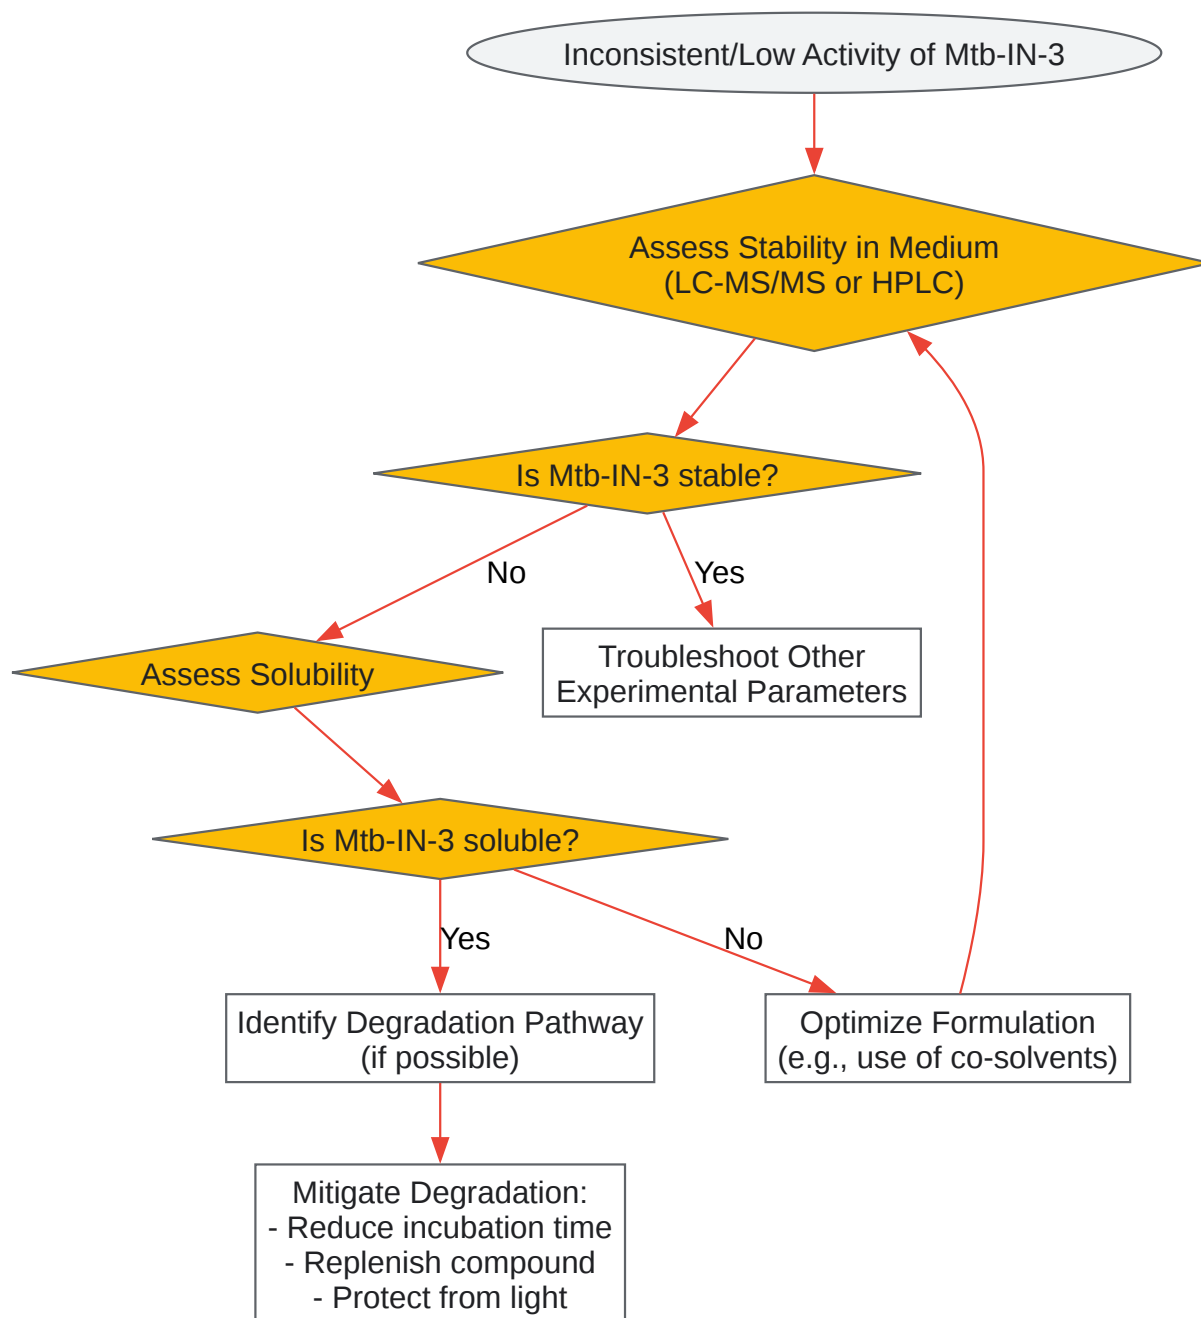 Inconsistent/Low Activity of Mtb-IN-3
Assess Stability in Medium
(LC-MS/MS or HPLC)
Is Mtb-IN-3 stable?
No
Yes
Assess Solubility
Troubleshoot Other
Experimental Parameters
Is Mtb-IN-3 soluble?
Yes
No
Identify Degradation Pathway
(if possible)
Optimize Formulation
(e.g., use of co-solvents)
Mitigate Degradation:
- Reduce incubation time
- Replenish compound
- Protect from light